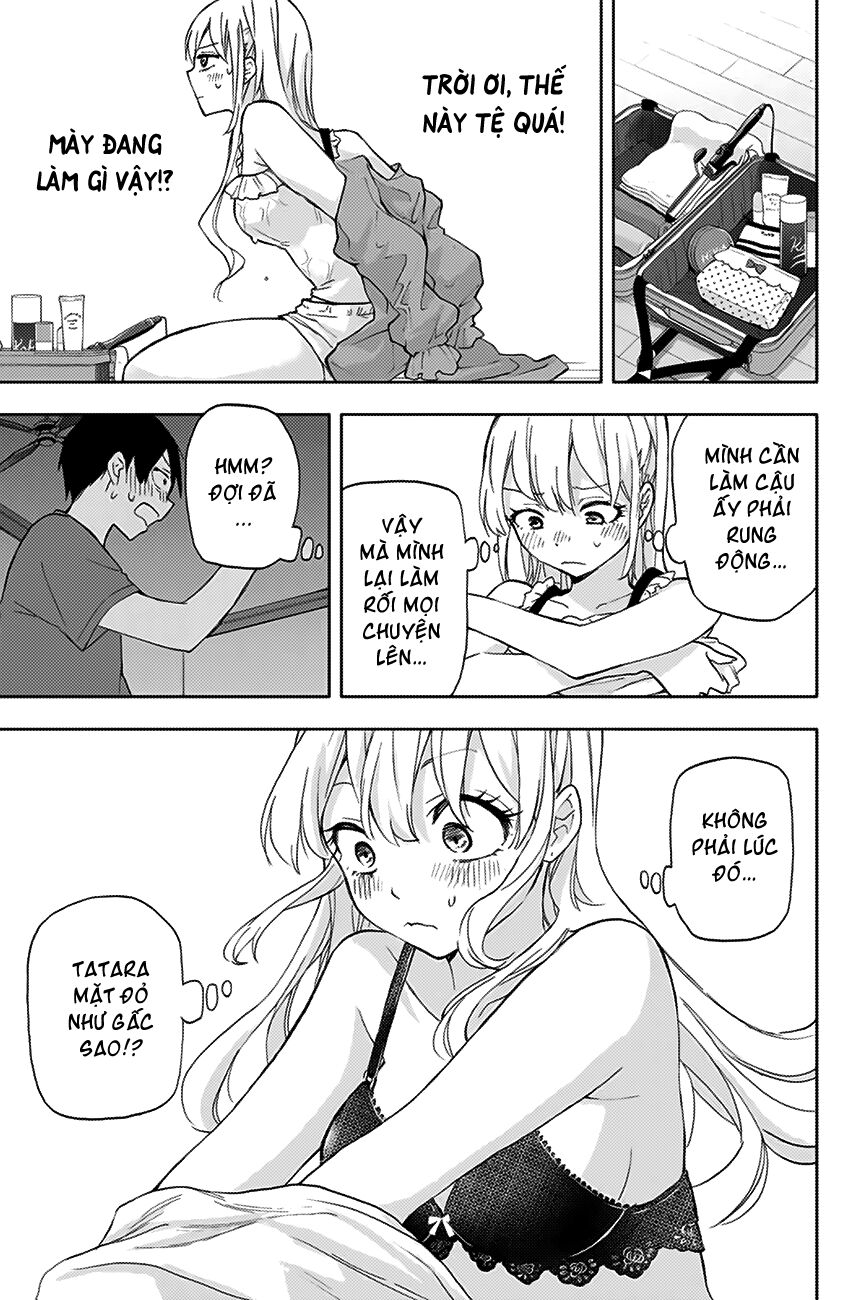 TRỜI ƠI, THẾ
NÀY TỆ QUÁ!
MÀY ĐANG
LÀM GÌ VẬY!?
MÌNH CẦN
LÀM CẬU
ẤY PHẢI
RUNG
ĐỘNG...
VẬY
MÀ MÌNH
LẠI LÀM
RỐI MỌI
CHUYỆN
LÊN...
HMM?
ĐỢI ĐÃ
...
KHÔNG
PHẢI LÚC
ĐÓ...
TATARA
MẶT ĐỎ
NHƯ GẤC
SAO!?